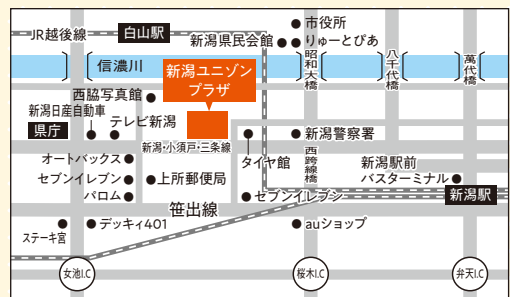 市役所
JR越後線
白山駅
新潟県民会館
りゅーとぴあ
信濃川
昭和大橋
八千代橋
萬代橋
新潟ユニゾン
プラザ
西脇写真館
新潟日産自動車
テレビ新潟
県庁
新潟・小須戸・三条線
タイヤ館
新潟警察署
西跨線橋
オートバックス
セブンイレブン
パロム
上所郵便局
新潟駅前
バスターミナル
新潟駅
セブンイレブン
笹出線
ステーキ宮
デッキィ401
auショップ
女池I.C
桜木I.C
弁天I.C